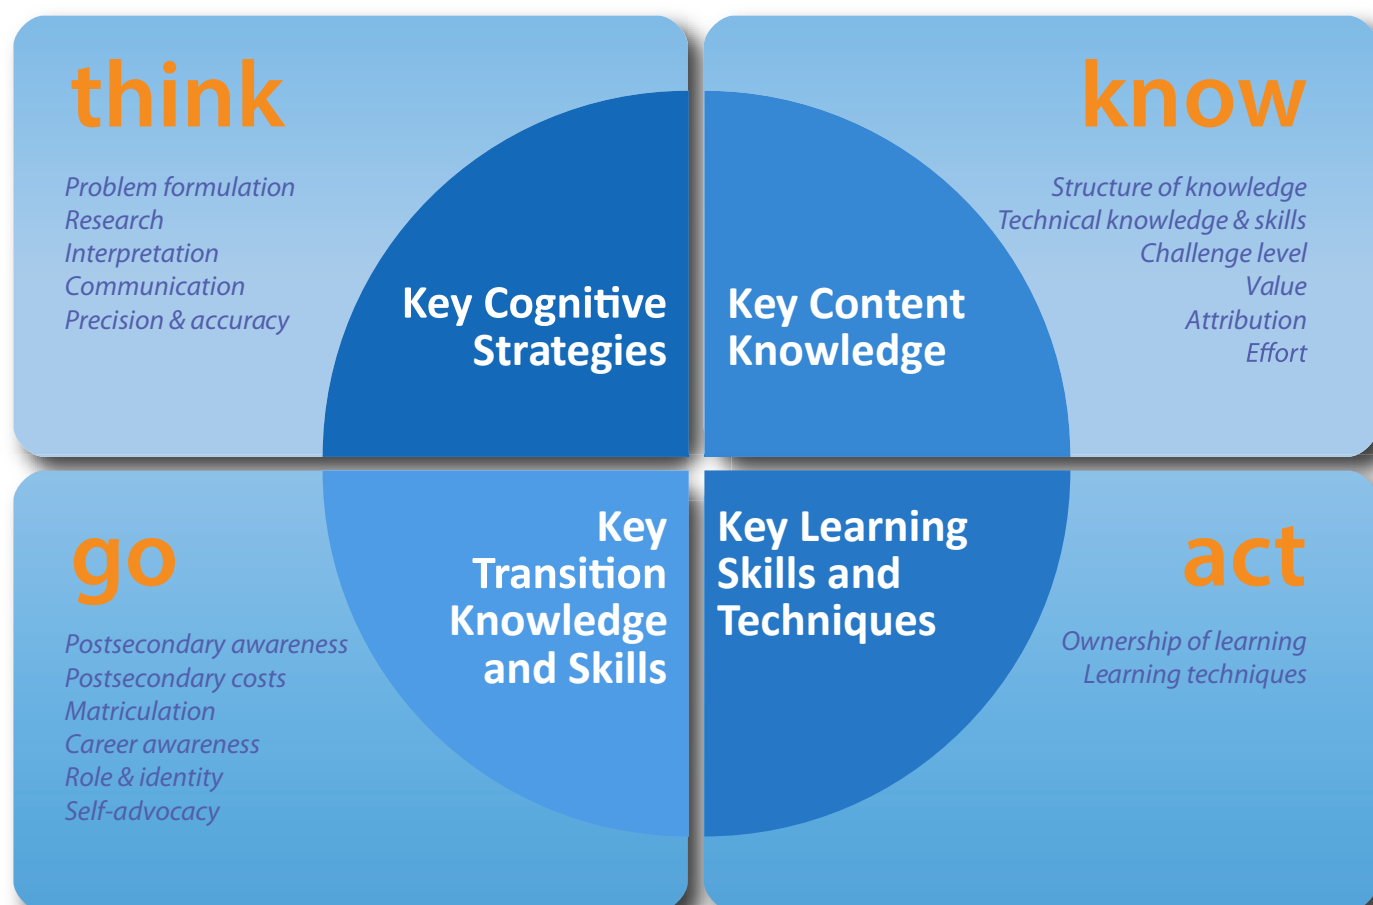 think
Problem formulation
Research
Interpretation
Communication
Precision & accuracy
Key Cognitive
Strategies
know
Structure of knowledge
Technical knowledge & skills
Challenge level
Value
Attribution
Effort
Key Content
Knowledge
go
Postsecondary awareness
Postsecondary costs
Matriculation
Career awareness
Role & identity
Self-advocacy
Key
Transition
Knowledge
and Skills
Key Learning
Skills and
Techniques
act
Ownership of learning
Learning techniques